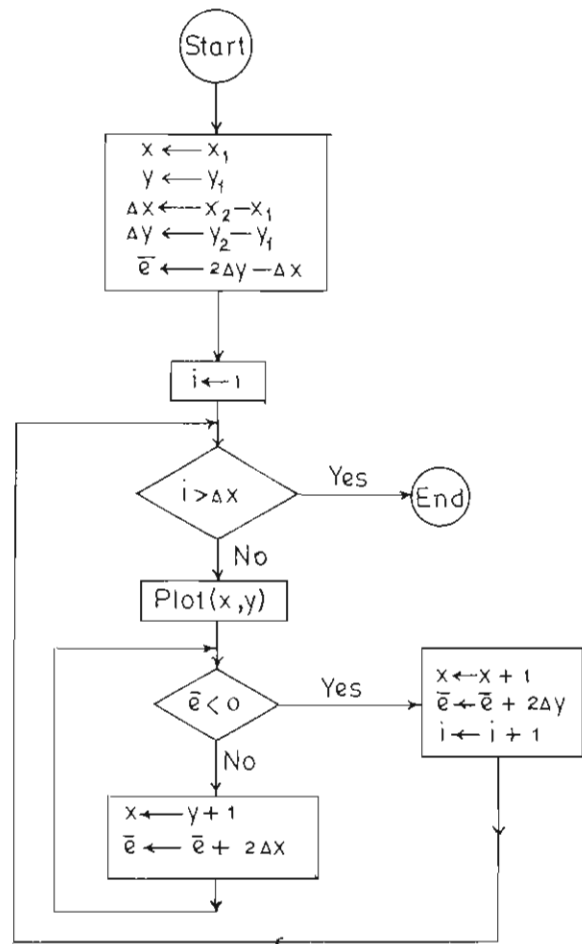 Start
x ← x₁
y ← y₁
Δx ← x₂ − x₁
Δy ← y₂ − y₁
e̅ ← 2Δy − Δx
i ← 1
i > Δx
Yes
End
No
Plot(x,y)
e̅ < 0
Yes
x ← x + 1
e̅ ← e̅ + 2Δy
i ← i + 1
No
x ← y + 1
e̅ ← e̅ + 2Δx